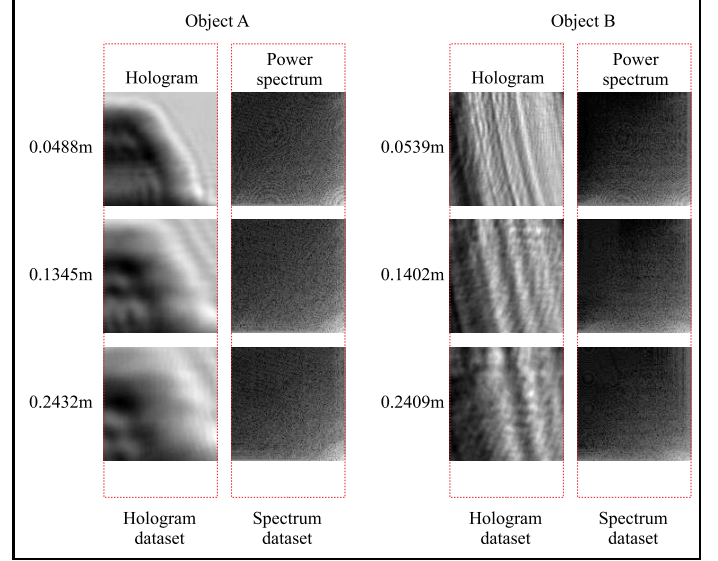 Object A
Object B
Hologram
Power
spectrum
Hologram
Power
spectrum
0.0488m
0.0539m
0.1345m
0.1402m
0.2432m
0.2409m
Hologram
dataset
Spectrum
dataset
Hologram
dataset
Spectrum
dataset